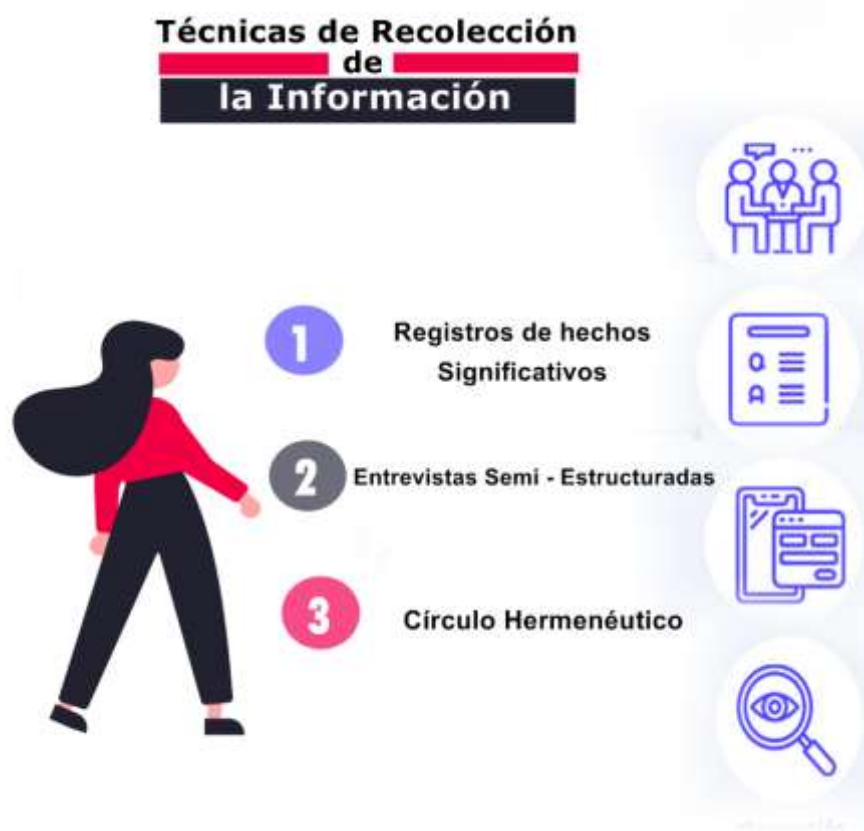 Técnicas de Recolección
de
la Información
1
Registros de hechos
Significativos
2
Entrevistas Semi - Estructuradas
3
Círculo Hermenéutico